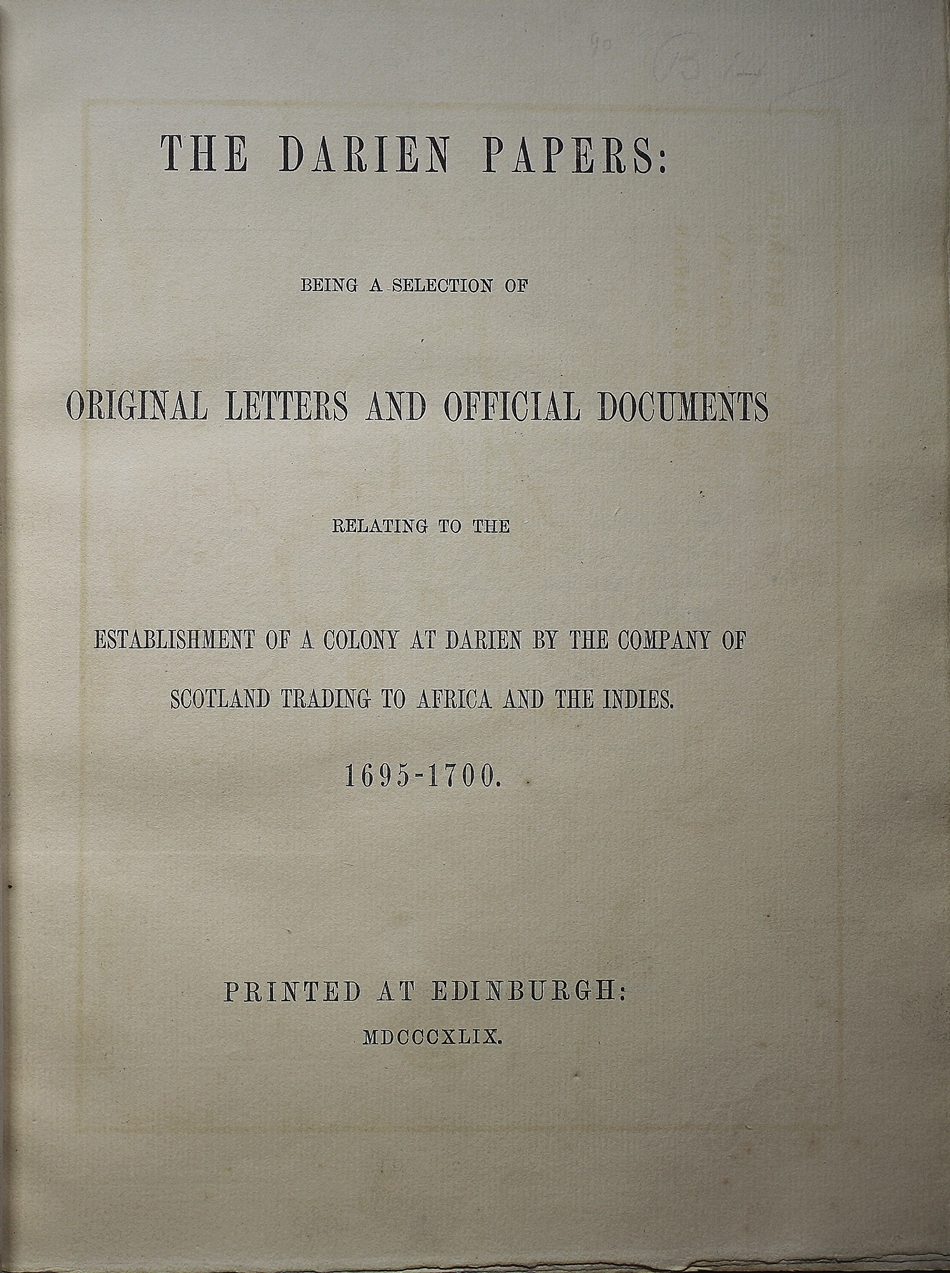 THE DARIEN PAPERS:
BEING A SELECTION OF
ORIGINAL LETTERS AND OFFICIAL DOCUMENTS
RELATING TO THE
ESTABLISHMENT OF A COLONY AT DARIEN BY THE COMPANY OF
SCOTLAND TRADING TO AFRICA AND THE INDIES.
1695-1700.
PRINTED AT EDINBURGH:
MDCCCXLIX.